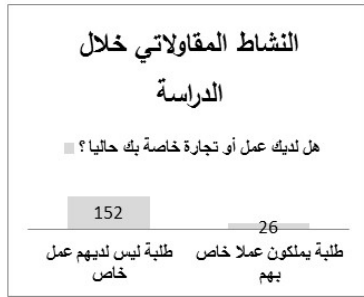 النشاط المقاولاتي خلال
الدراسة
هل لديك عمل أو تجارة خاصة بك حاليا ؟
26
152
طلبة يملكون عملا خاص
بهم
طلبة ليس لديهم عمل
خاص